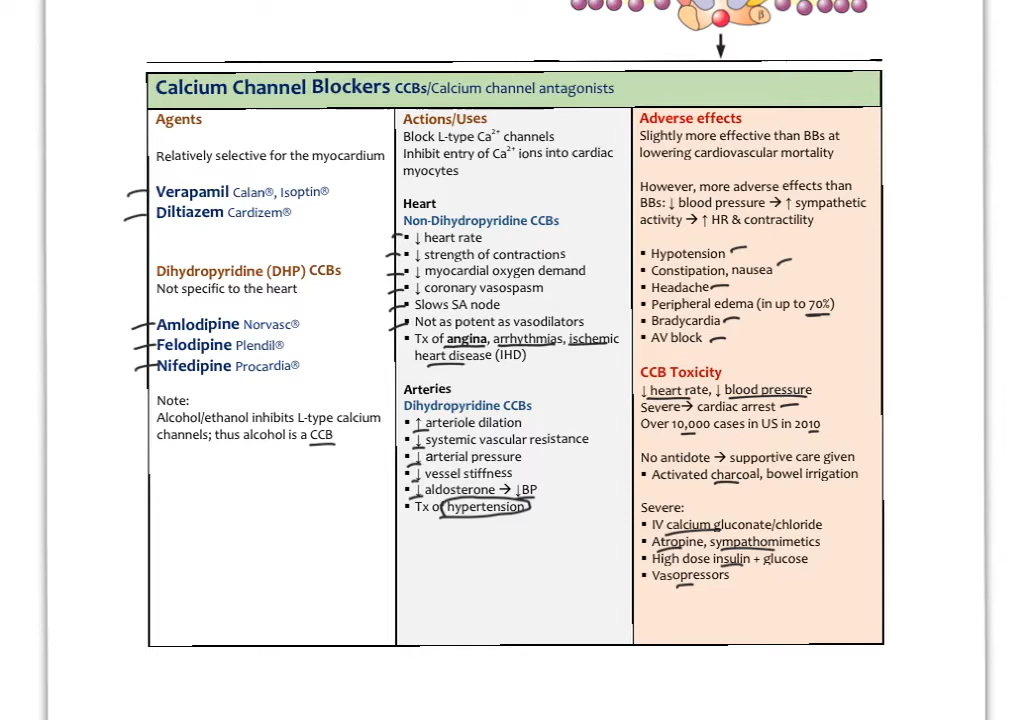 β
Calcium Channel Blockers CCBs/Calcium channel antagonists
Agents
Relatively selective for the myocardium
Verapamil Calan®, Isoptin®
Diltiazem Cardizem®
Dihydropyridine (DHP) CCBs
Not specific to the heart
Amlodipine Norvasc®
Felodipine Plendil®
Nifedipine Procardia®
Note:
Alcohol/ethanol inhibits L-type calcium
channels; thus alcohol is a CCB
Actions/Uses
Block L-type Ca²⁺ channels
Inhibit entry of Ca²⁺ ions into cardiac
myocytes
Heart
Non-Dihydropyridine CCBs
▪ ↓ heart rate
▪ ↓ strength of contractions
▪ ↓ myocardial oxygen demand
▪ ↓ coronary vasospasm
▪ Slows SA node
▪ Not as potent as vasodilators
▪ Tx of angina, arrhythmias, ischemic
heart disease (IHD)
Arteries
Dihydropyridine CCBs
▪ ↑ arteriole dilation
▪ ↓ systemic vascular resistance
▪ ↓ arterial pressure
▪ ↓ vessel stiffness
▪ ↓ aldosterone → ↓BP
▪ Tx of hypertension
Adverse effects
Slightly more effective than BBs at
lowering cardiovascular mortality
However, more adverse effects than
BBs: ↓ blood pressure → ↑ sympathetic
activity → ↑ HR & contractility
▪ Hypotension
▪ Constipation, nausea
▪ Headache
▪ Peripheral edema (in up to 70%)
▪ Bradycardia
▪ AV block
CCB Toxicity
↓ heart rate, ↓ blood pressure
Severe→ cardiac arrest
Over 10,000 cases in US in 2010
No antidote → supportive care given
▪ Activated charcoal, bowel irrigation
Severe:
▪ IV calcium gluconate/chloride
▪ Atropine, sympathomimetics
▪ High dose insulin + glucose
▪ Vasopressors